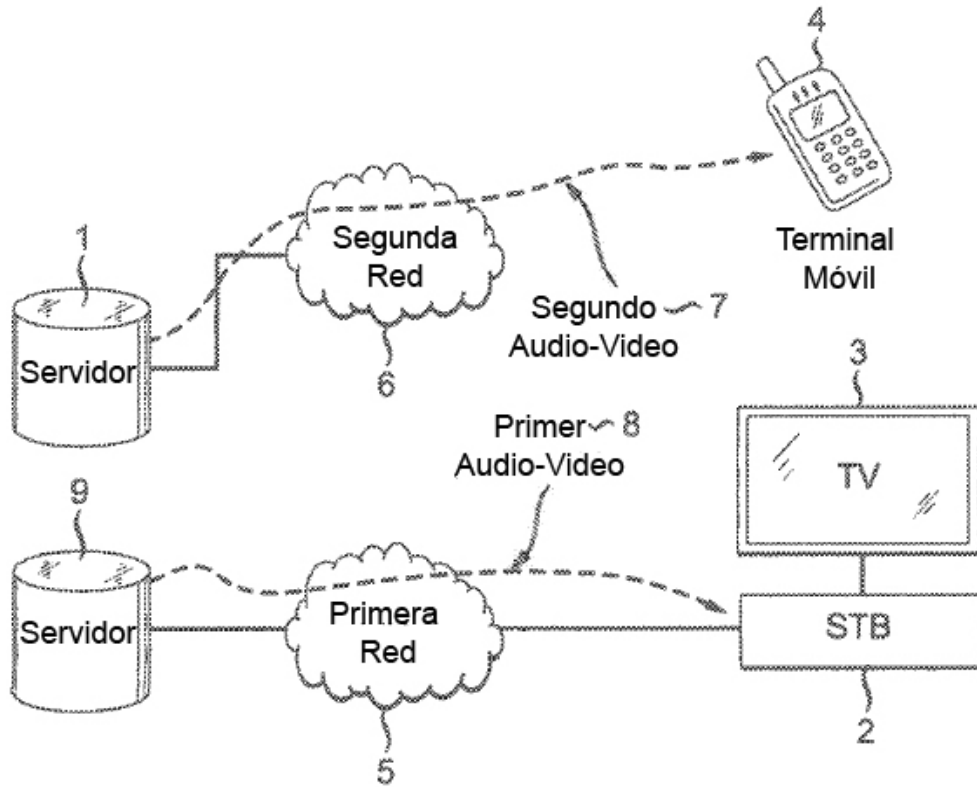 4
1
Segunda
Red
Terminal
Móvil
Servidor
Segundo 7
Audio-Video
6
3
Primer 8
Audio-Video
TV
9
Servidor
Primera
Red
STB
5
2